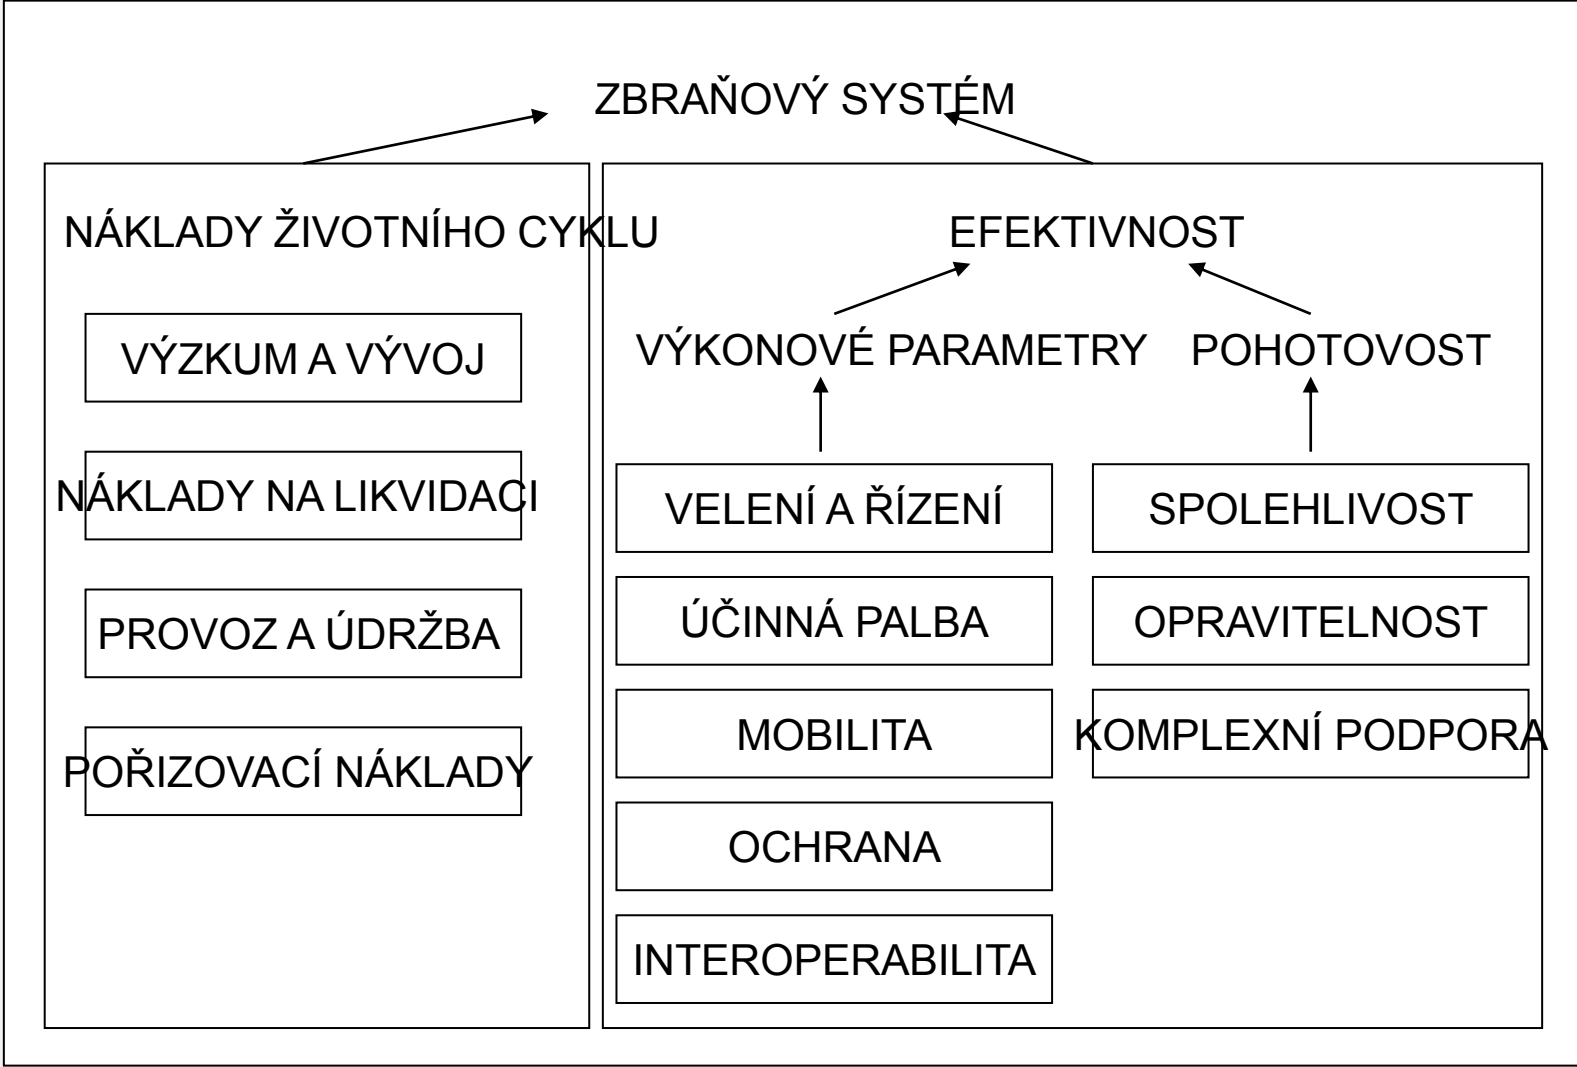 ZBRAŇOVÝ SYSTÉM
NÁKLADY ŽIVOTNÍHO CYKLU
VÝZKUM A VÝVOJ
NÁKLADY NA LIKVIDACI
PROVOZ A ÚDRŽBA
POŘIZOVACÍ NÁKLADY
EFEKTIVNOST
VÝKONOVÉ PARAMETRY
VELENÍ A ŘÍZENÍ
ÚČINNÁ PALBA
MOBILITA
OCHRANA
INTEROPERABILITA
POHOTOVOST
SPOLEHLIVOST
OPRAVITELNOST
KOMPLEXNÍ PODPORA